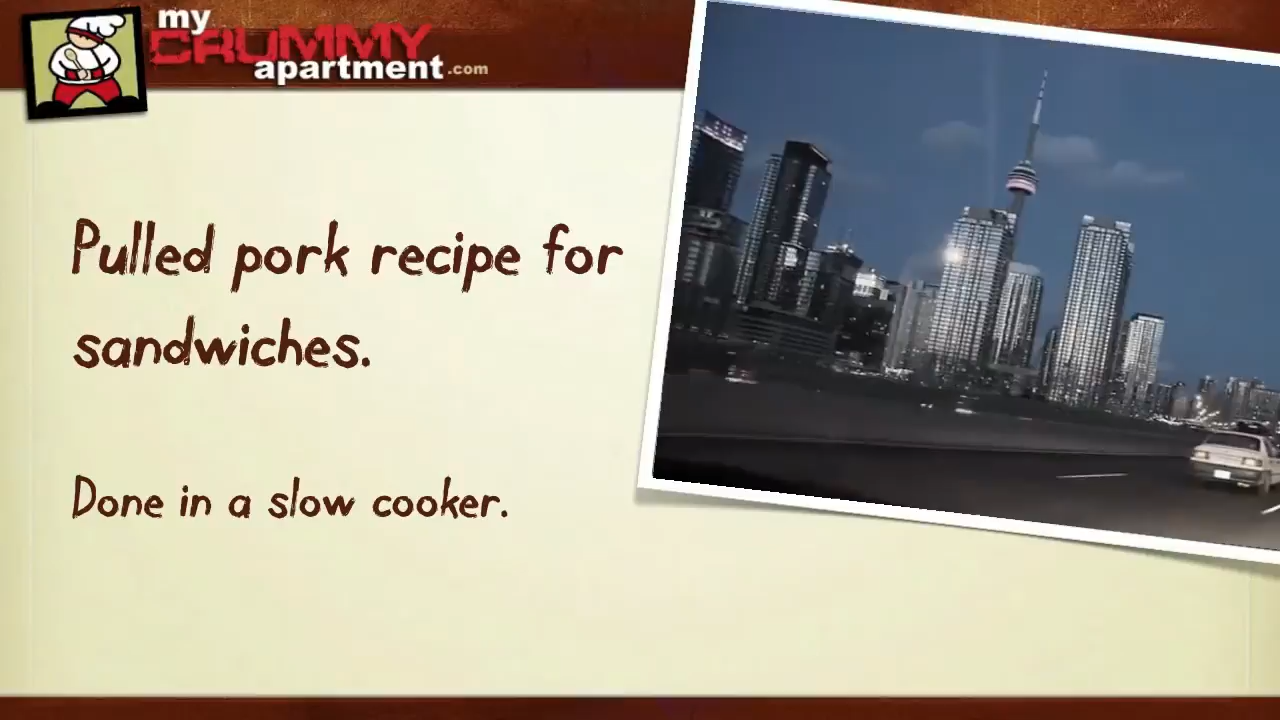 my
CRUMMY
apartment.com
Pulled pork recipe for
sandwiches.
Done in a slow cooker.